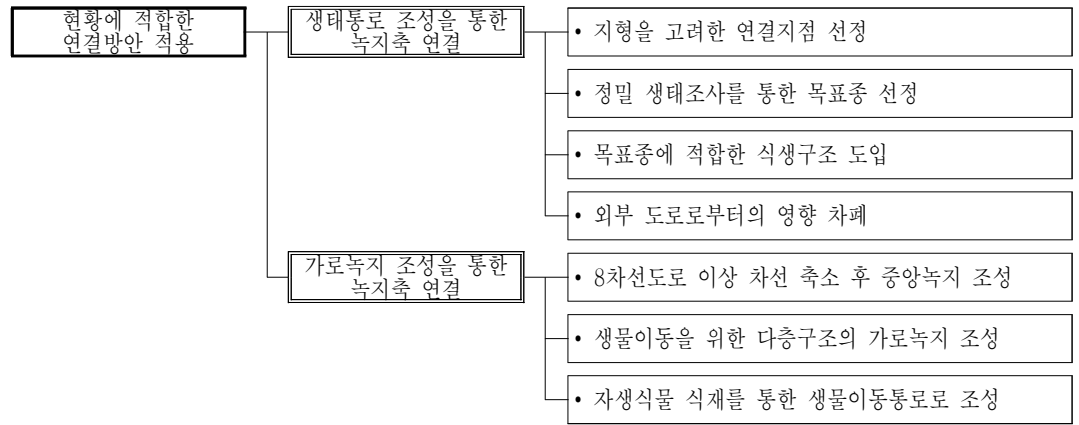 현황에 적합한
연결방안 적용
생태통로 조성을 통한
녹지축 연결
• 지형을 고려한 연결지점 선정
• 정밀 생태조사를 통한 목표종 선정
• 목표종에 적합한 식생구조 도입
• 외부 도로로부터의 영향 차폐
가로녹지 조성을 통한
녹지축 연결
• 8차선도로 이상 차선 축소 후 중앙녹지 조성
• 생물이동을 위한 다층구조의 가로녹지 조성
• 자생식물 식재를 통한 생물이동통로로 조성